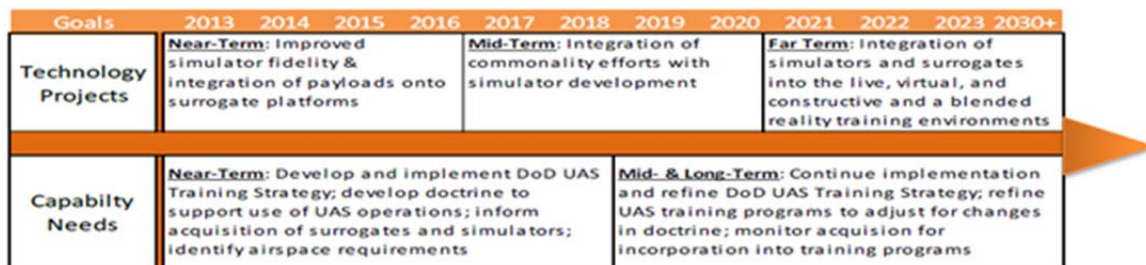 Goals 2013 2014 2015 2016 2017 2018 2019 2020 2021 2022 2023 2030+
Technology
Projects
Near-Term: Improved
simulator fidelity &
integration of payloads onto
surrogate platforms
Mid-Term: Integration of
commonality efforts with
simulator development
Far Term: Integration of
simulators and surrogates
into the live, virtual, and
constructive and a blended
reality training environments
Capabilty
Needs
Near-Term: Develop and implement DoD UAS
Training Strategy; develop doctrine to
support use of UAS operations; inform
acquisition of surrogates and simulators;
identify airspace requirements
Mid- & Long-Term: Continue implementation
and refine DoD UAS Training Strategy; refine
UAS training programs to adjust for changes
in doctrine; monitor acquision for
incorporation into training programs